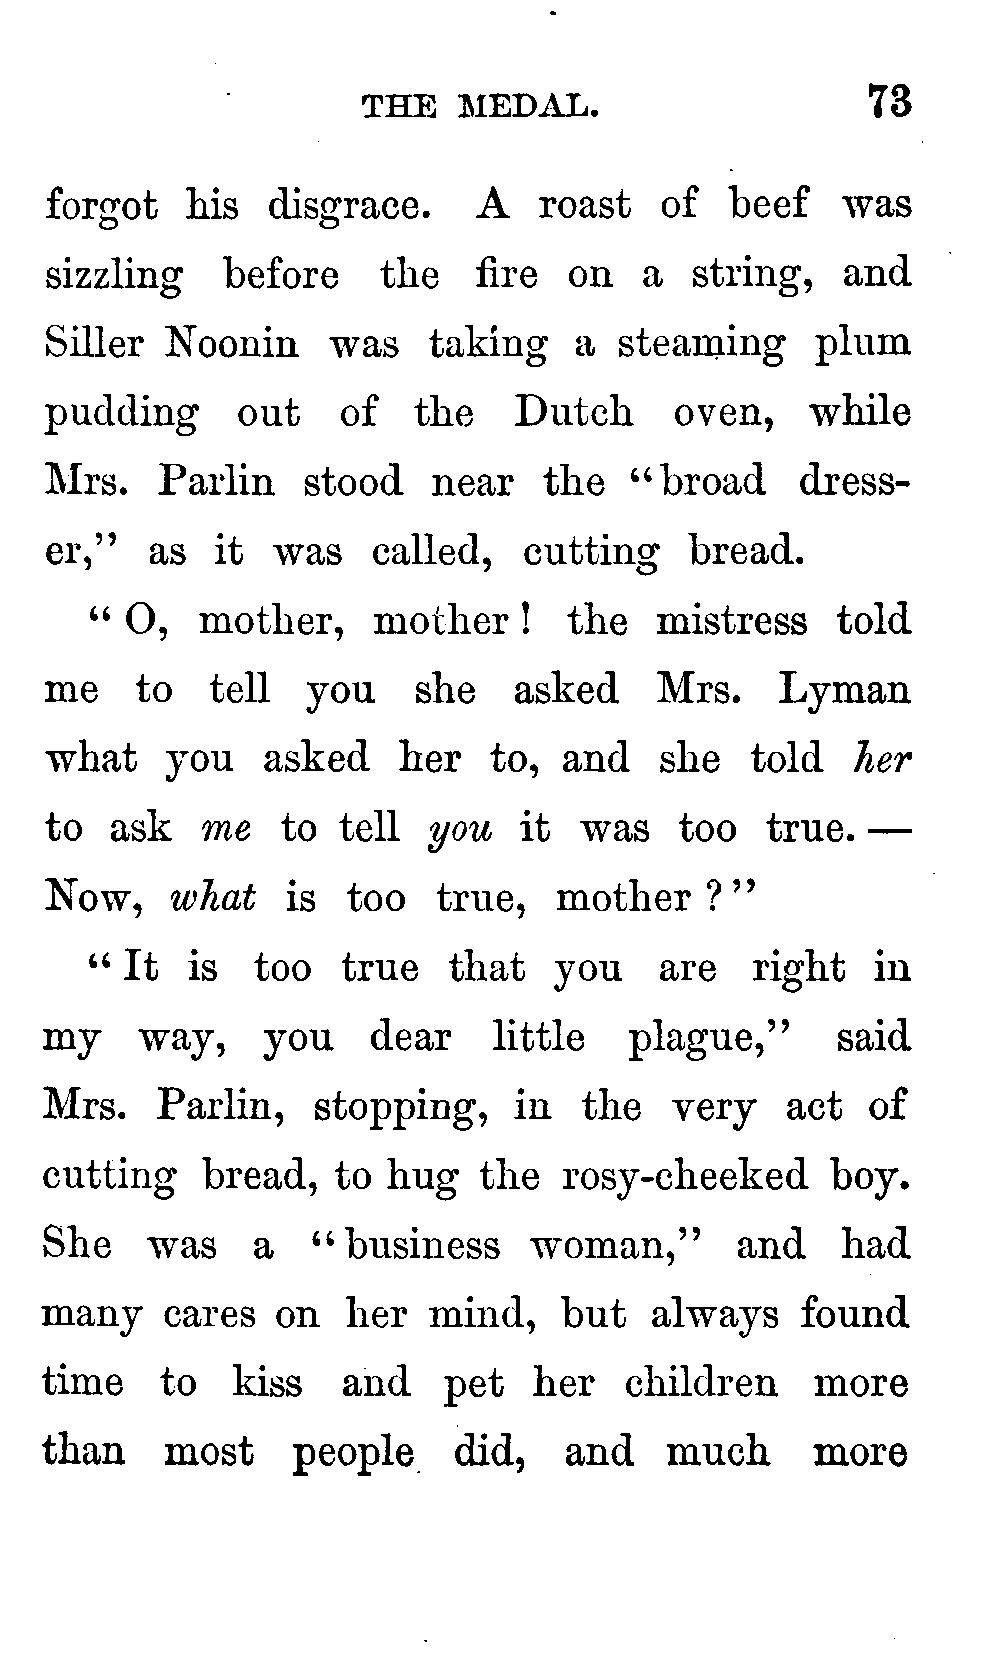 THE MEDAL. 73
forgot his disgrace. A roast of beef was
sizzling before the fire on a string, and
Siller Noonin was taking a steaming plum
pudding out of the Dutch oven, while
Mrs. Parlin stood near the “broad dress-
er,” as it was called, cutting bread.
“O, mother, mother! the mistress told
me to tell you she asked Mrs. Lyman
what you asked her to, and she told her
to ask me to tell you it was too true. —
Now, what is too true, mother?”
“It is too true that you are right in
my way, you dear little plague,” said
Mrs. Parlin, stopping, in the very act of
cutting bread, to hug the rosy-cheeked boy.
She was a “business woman,” and had
many cares on her mind, but always found
time to kiss and pet her children more
than most people did, and much more